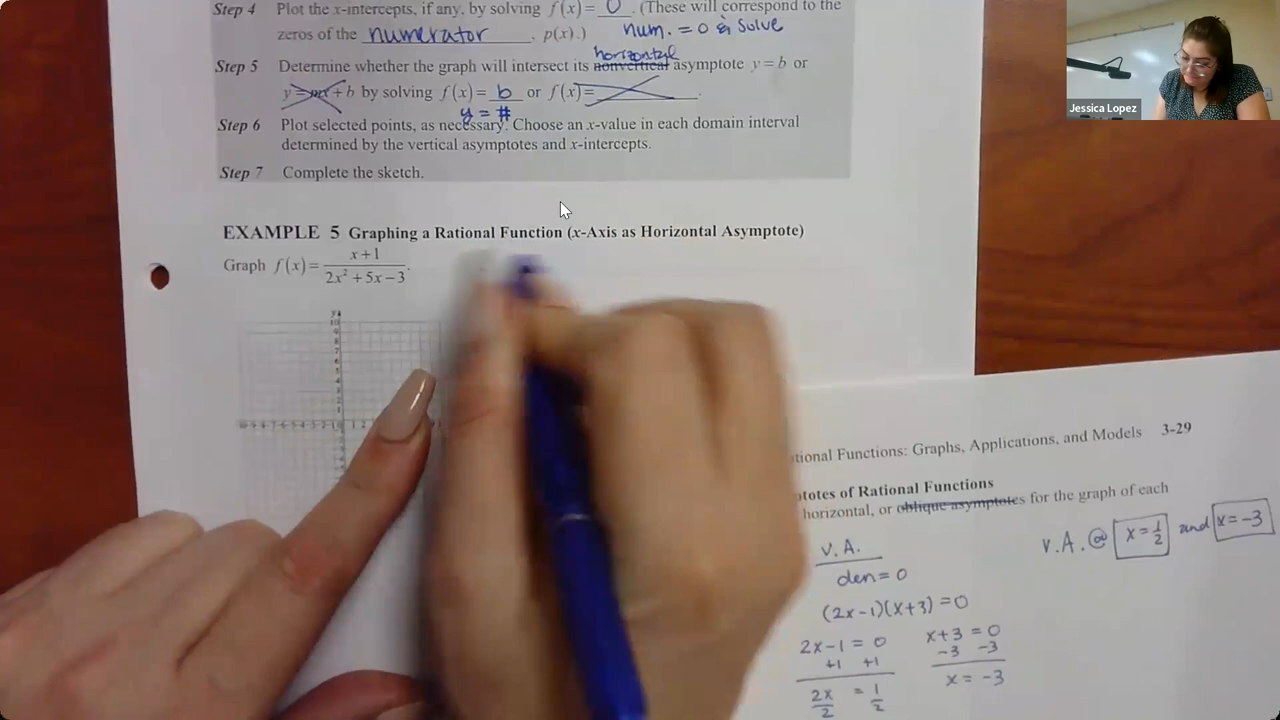 Step 4 Plot the x-intercepts, if any, by solving f(x) = 0. (These will correspond to the
zeros of the numerator, p(x).) num. = 0 & solve
horizontal
Step 5 Determine whether the graph will intersect its nonvertical asymptote y = b or
y = mx + b by solving f(x) = b or f(x) =
y = #
Step 6 Plot selected points, as necessary. Choose an x-value in each domain interval
determined by the vertical asymptotes and x-intercepts.
Step 7 Complete the sketch.
EXAMPLE 5 Graphing a Rational Function (x-Axis as Horizontal Asymptote)
Graph f(x) = x + 1 / 2x² + 5x − 3.
Jessica Lopez
tional Functions: Graphs, Applications, and Models 3-29
ptotes of Rational Functions
horizontal, or oblique asymptotes for the graph of each
V.A.
den = 0
(2x-1)(x+3) = 0
2x-1 = 0 x+3 = 0
+1 +1 -3 -3
2x/2 = 1/2 x = -3
V.A. @ x = 1/2 and x = -3